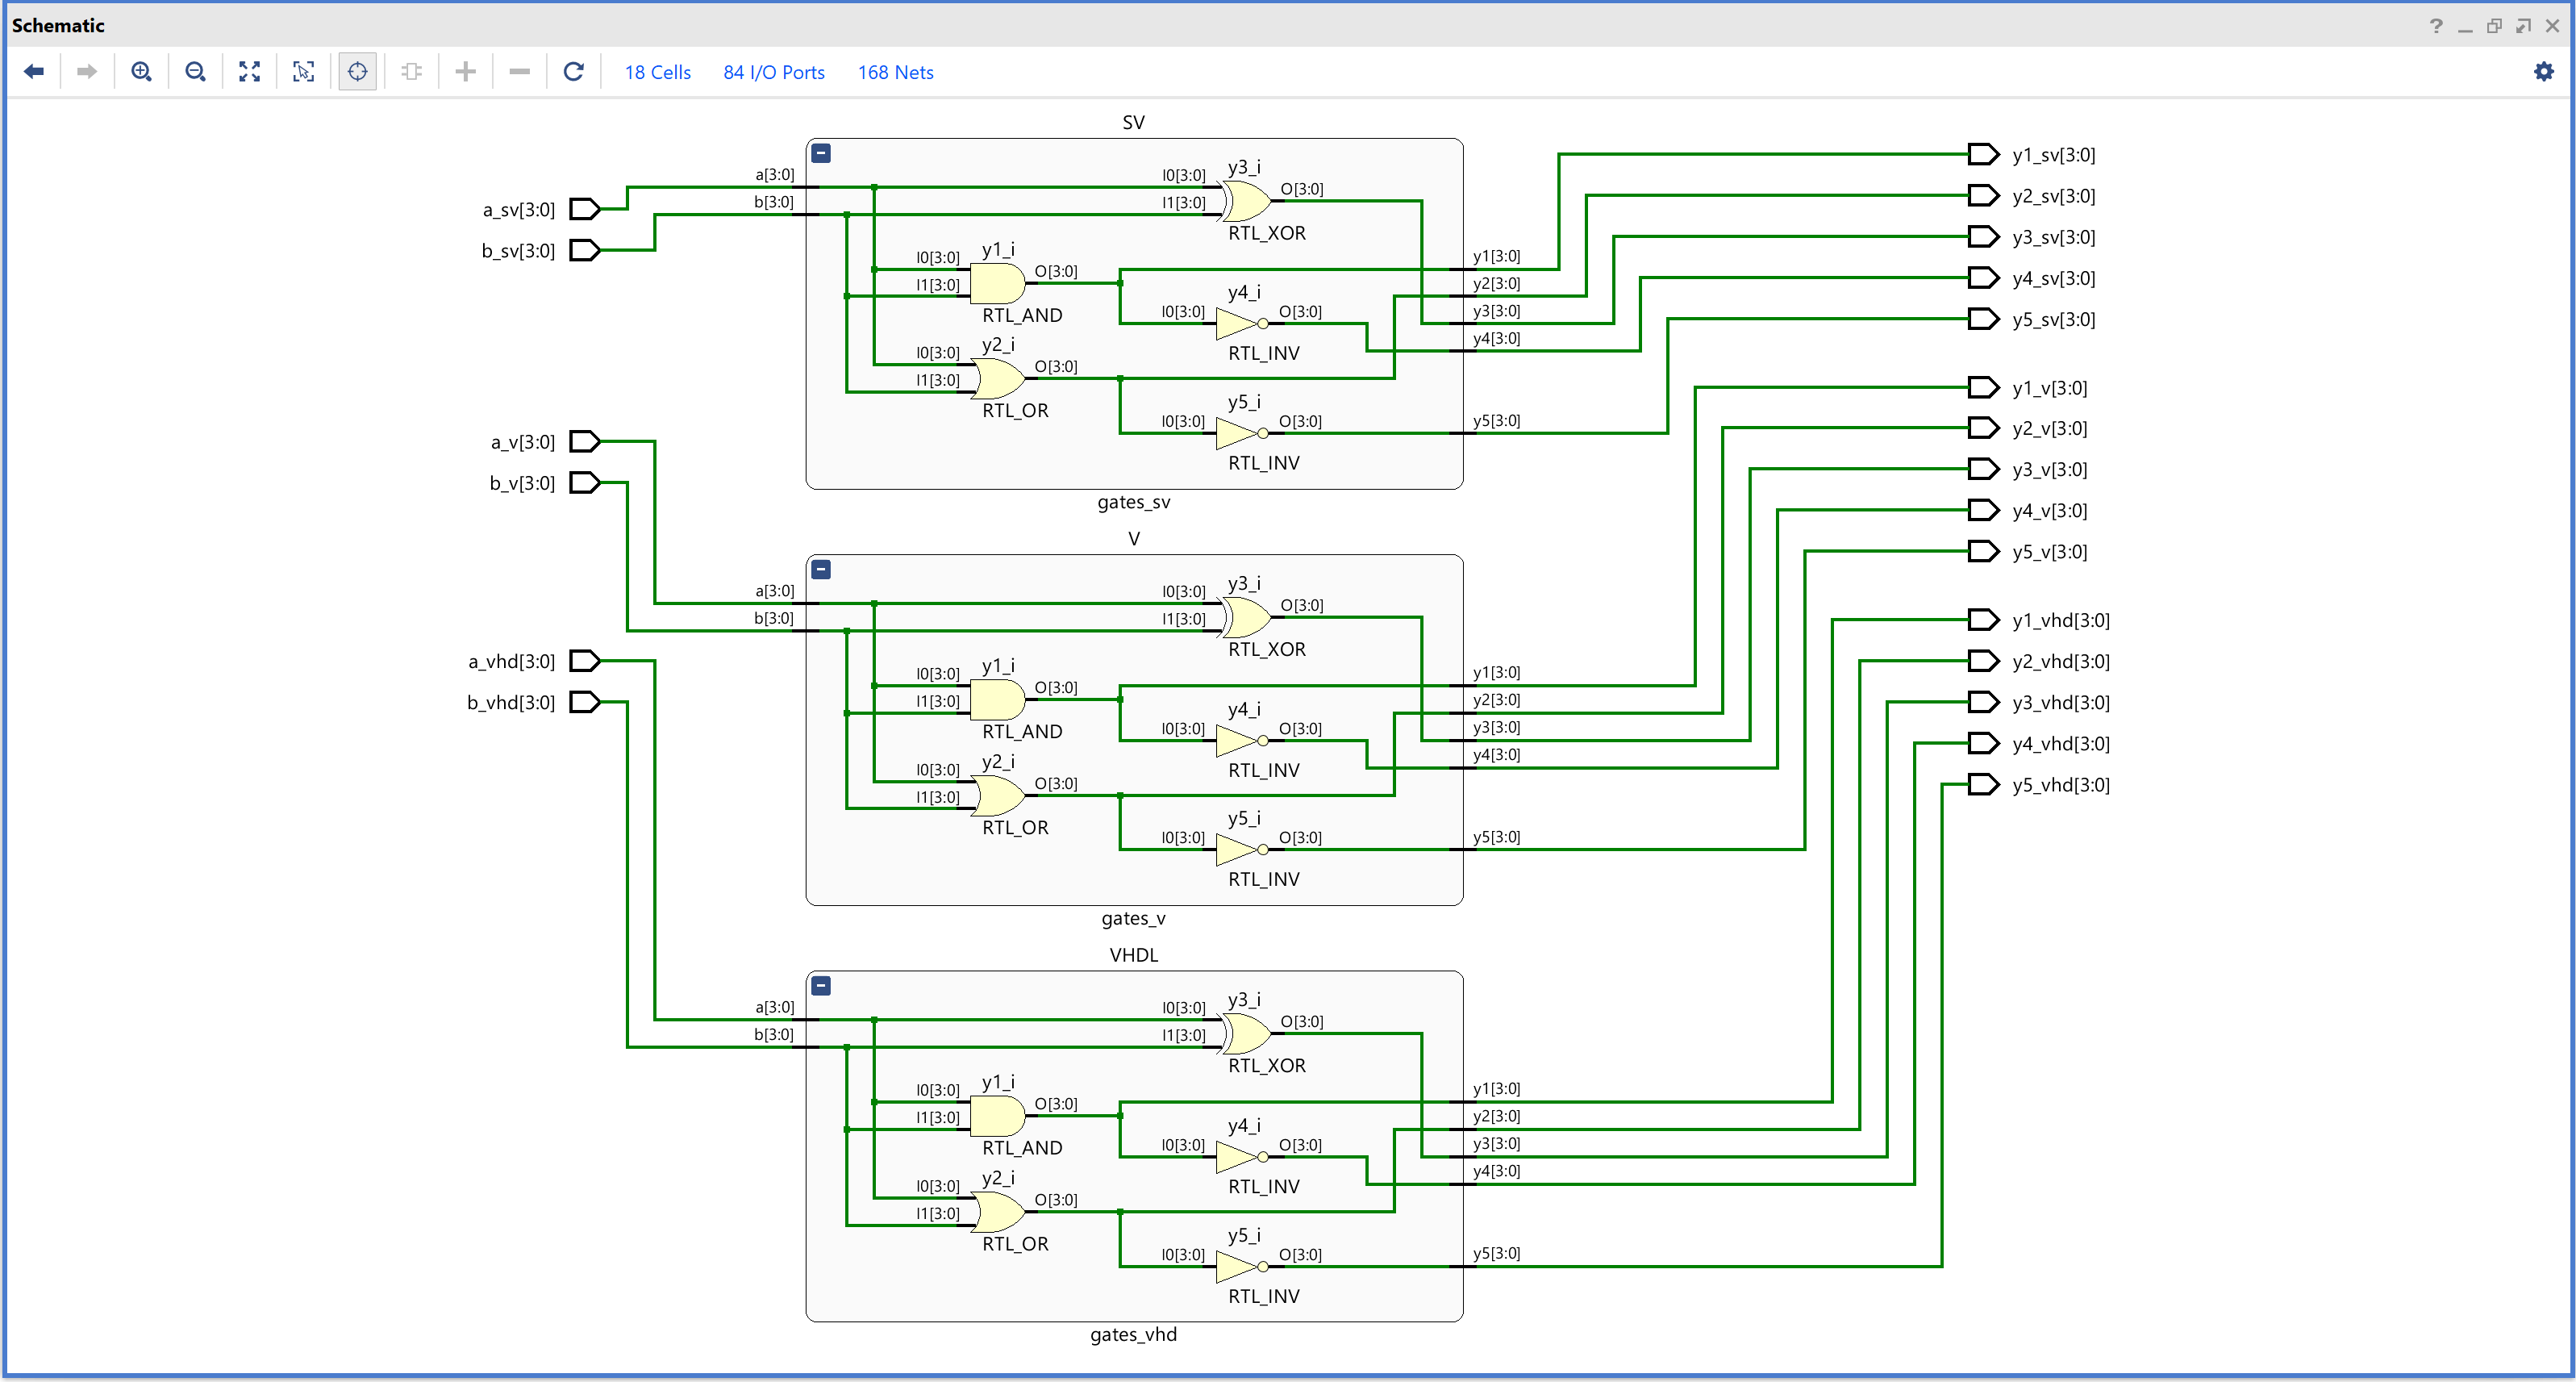 Schematic
18 Cells 84 I/O Ports 168 Nets
SV
a_sv[3:0]
b_sv[3:0]
a[3:0]
b[3:0]
I0[3:0]
I1[3:0]
y3_i
O[3:0]
RTL_XOR
I0[3:0]
I1[3:0]
y1_i
O[3:0]
RTL_AND
I0[3:0]
y4_i
O[3:0]
RTL_INV
I0[3:0]
I1[3:0]
y2_i
O[3:0]
RTL_OR
I0[3:0]
y5_i
O[3:0]
RTL_INV
y1[3:0]
y2[3:0]
y3[3:0]
y4[3:0]
y5[3:0]
gates_sv
y1_sv[3:0]
y2_sv[3:0]
y3_sv[3:0]
y4_sv[3:0]
y5_sv[3:0]
V
a_v[3:0]
b_v[3:0]
a[3:0]
b[3:0]
I0[3:0]
I1[3:0]
y3_i
O[3:0]
RTL_XOR
I0[3:0]
I1[3:0]
y1_i
O[3:0]
RTL_AND
I0[3:0]
y4_i
O[3:0]
RTL_INV
I0[3:0]
I1[3:0]
y2_i
O[3:0]
RTL_OR
I0[3:0]
y5_i
O[3:0]
RTL_INV
y1[3:0]
y2[3:0]
y3[3:0]
y4[3:0]
y5[3:0]
gates_v
y1_v[3:0]
y2_v[3:0]
y3_v[3:0]
y4_v[3:0]
y5_v[3:0]
VHDL
a_vhd[3:0]
b_vhd[3:0]
a[3:0]
b[3:0]
I0[3:0]
I1[3:0]
y3_i
O[3:0]
RTL_XOR
I0[3:0]
I1[3:0]
y1_i
O[3:0]
RTL_AND
I0[3:0]
y4_i
O[3:0]
RTL_INV
I0[3:0]
I1[3:0]
y2_i
O[3:0]
RTL_OR
I0[3:0]
y5_i
O[3:0]
RTL_INV
y1[3:0]
y2[3:0]
y3[3:0]
y4[3:0]
y5[3:0]
gates_vhd
y1_vhd[3:0]
y2_vhd[3:0]
y3_vhd[3:0]
y4_vhd[3:0]
y5_vhd[3:0]